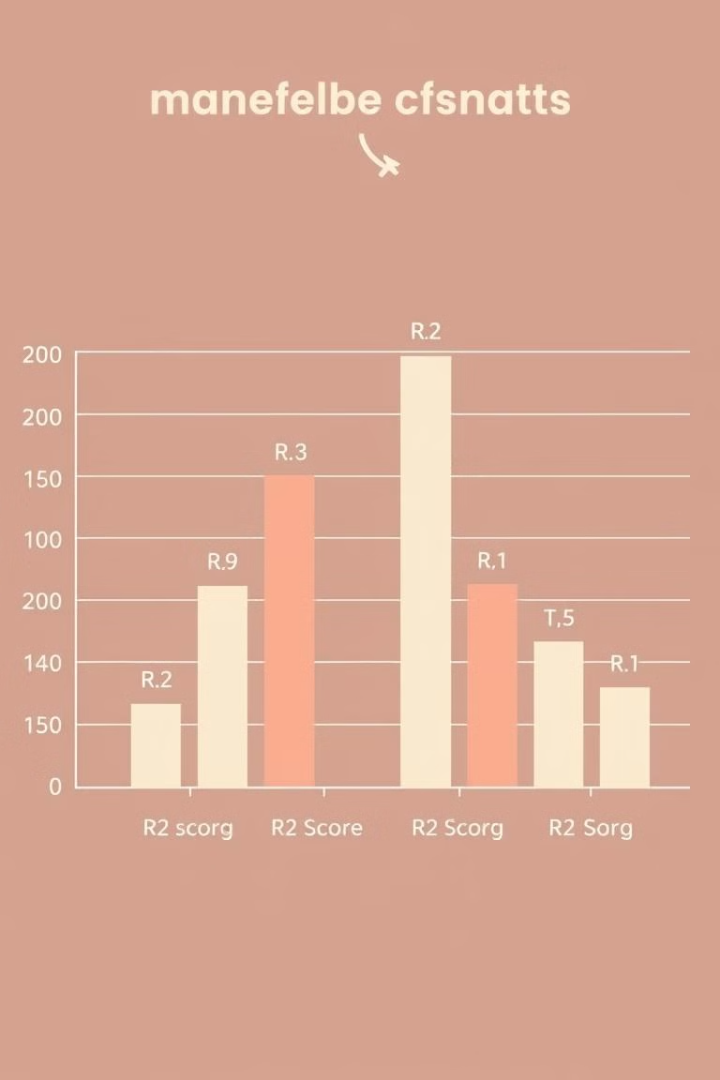 manefelbe cfsnatts
R.2
200
200
R.3
150
100
R.9
R,1
200
T,5
140
R.1
R.2
150
0
R2 scorg
R2 Score
R2 Scorg
R2 Sorg